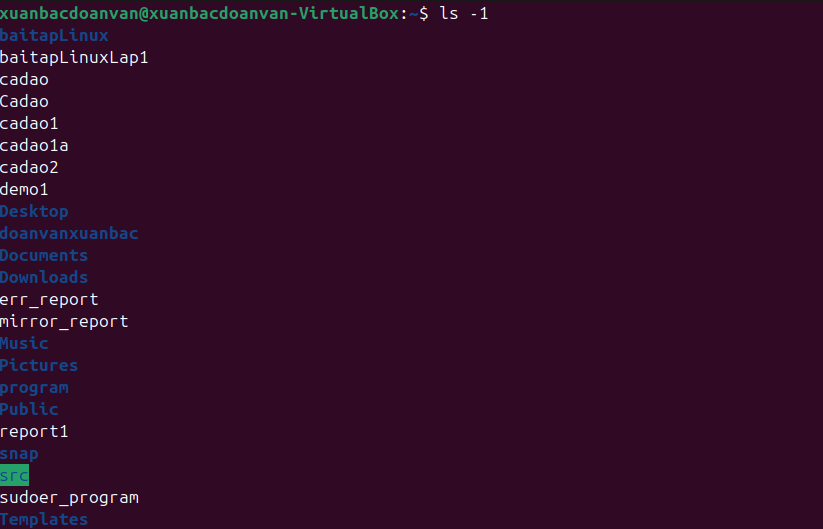 xuanbacdoanvan@xuanbacdoanvan-VirtualBox:~$ ls -1
baitapLinux
baitapLinuxLap1
cadao
Cadao
cadao1
cadao1a
cadao2
demo1
Desktop
doanvanxuanbac
Documents
Downloads
err_report
mirror_report
Music
Pictures
program
Public
report1
snap
src
sudoer_program
Templates